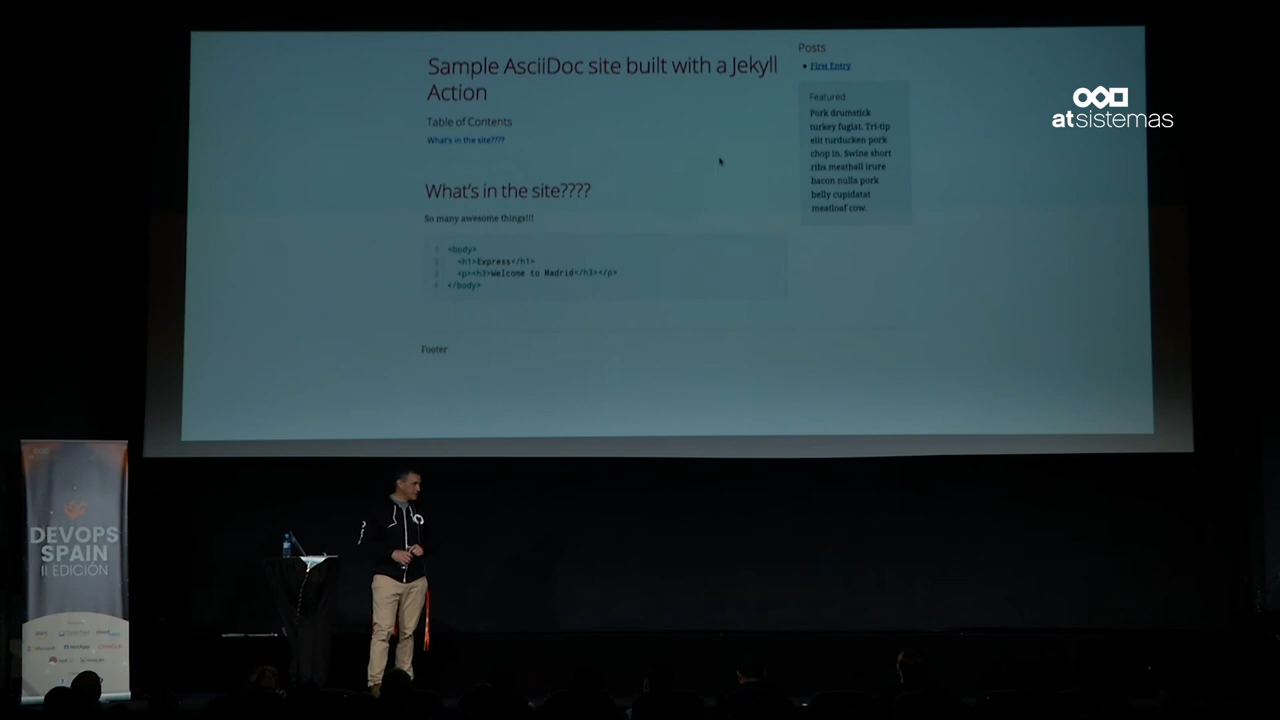 Sample AsciiDoc site built with a Jekyll
Action
Table of Contents
What's in the site????
What's in the site????
So many awesome things!!!
1 <body>
2 <h1>Express</h1>
3 <p><h3>Welcome to Madrid</h3></p>
4 </body>
Footer
Posts
First Entry
Featured
Pork drumstick
turkey fugiat. Tri-tip
elit turducken pork
chop in. Swine short
ribs meatball irure
bacon nulla pork
belly cupidatat
meatloaf cow.
atsistemas
DEVOPS
SPAIN
II EDICIÓN